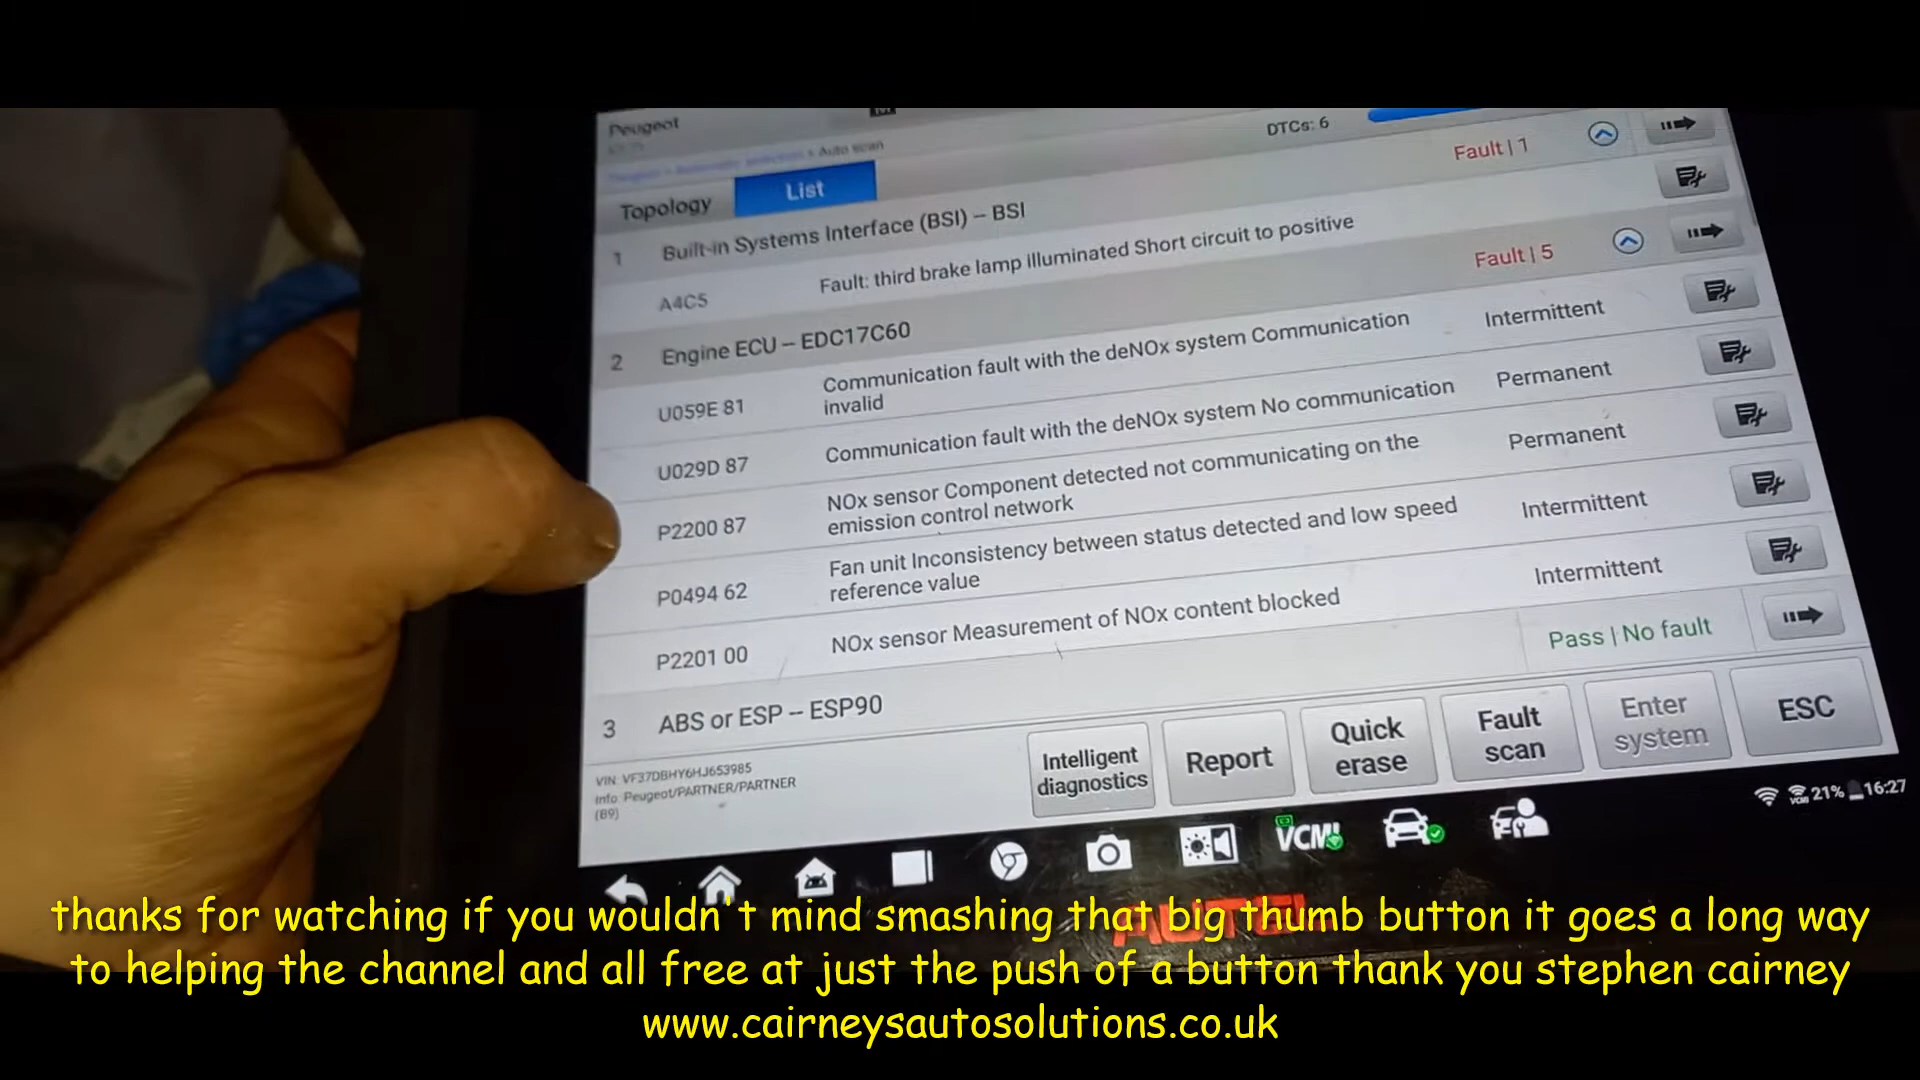 Peugeot
DTCs: 6
Auto scan
Topology
List
1 Built-in Systems Interface (BSI) – BSI Fault | 1
A4C5 Fault: third brake lamp illuminated Short circuit to positive
2 Engine ECU – EDC17C60 Fault | 5
U059E 81 Communication fault with the deNOx system Communication Intermittent
invalid
U029D 87 Communication fault with the deNOx system No communication Permanent
P2200 87 NOx sensor Component detected not communicating on the Permanent
emission control network
P0494 62 Fan unit Inconsistency between status detected and low speed Intermittent
reference value
P2201 00 NOx sensor Measurement of NOx content blocked Intermittent
3 ABS or ESP – ESP90 Pass | No fault
VIN: VF37DBHY6HJ653985
Info: Peugeot/PARTNER/PARTNER
(B9)
Intelligent
diagnostics
Report
Quick
erase
Fault
scan
Enter
system
ESC
VCMI
VCMI 21% 16:27
AUTEL
thanks for watching if you wouldn't mind smashing that big thumb button it goes a long way
to helping the channel and all free at just the push of a button thank you stephen cairney
www.cairneysautosolutions.co.uk